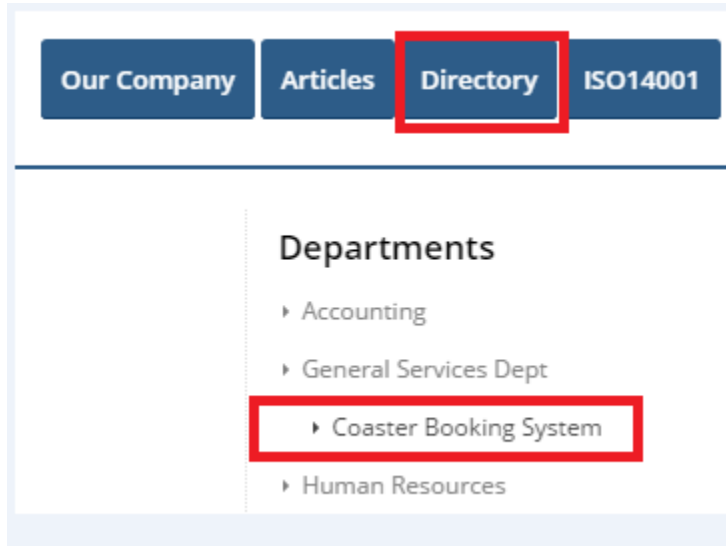 Our Company Articles Directory ISO14001
Departments
Accounting
General Services Dept
Coaster Booking System
Human Resources